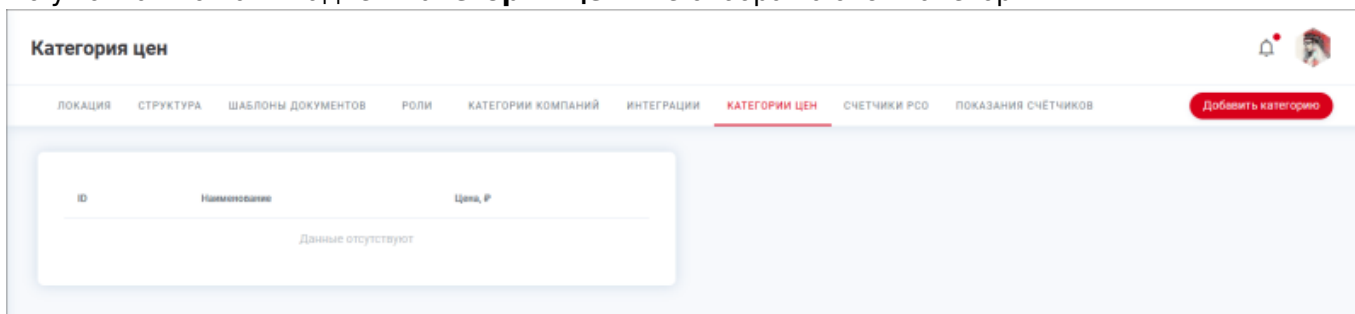 Категория цен
ЛОКАЦИЯ СТРУКТУРА ШАБЛОНЫ ДОКУМЕНТОВ РОЛИ КАТЕГОРИИ КОМПАНИЙ ИНТЕГРАЦИИ КАТЕГОРИИ ЦЕН СЧЕТЧИКИ РСО ПОКАЗАНИЯ СЧЁТЧИКОВ Добавить категорию
ID Наименование Цена, ₽
Данные отсутствуют